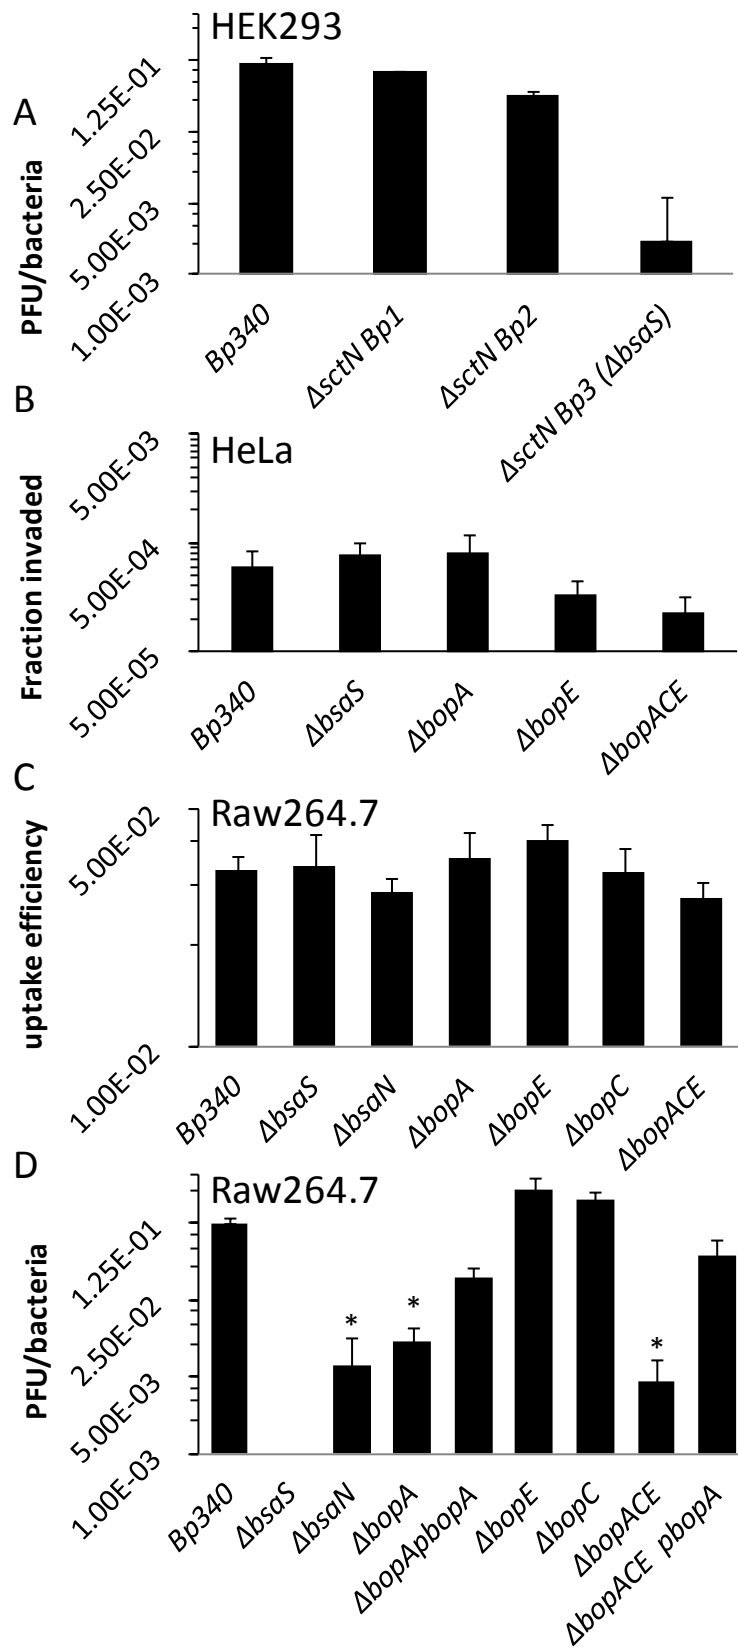 HEK293
A
PFU/bacteria
1.25E-01
2.50E-02
5.00E-03
1.00E-03
Bp340
ΔsctN Bp1
ΔsctN Bp2
ΔsctN Bp3 (ΔbsaS)
B
HeLa
Fraction invaded
5.00E-03
5.00E-04
5.00E-05
Bp340
ΔbsaS
ΔbopA
ΔbopE
ΔbopACE
C
Raw264.7
uptake efficiency
5.00E-02
1.00E-02
Bp340
ΔbsaS
ΔbsaN
ΔbopA
ΔbopE
ΔbopC
ΔbopACE
D
Raw264.7
PFU/bacteria
1.25E-01
2.50E-02
5.00E-03
1.00E-03
*
*
*
Bp340
ΔbsaS
ΔbsaN
ΔbopA
ΔbopApbopA
ΔbopE
ΔbopC
ΔbopACE
ΔbopACE pbopA